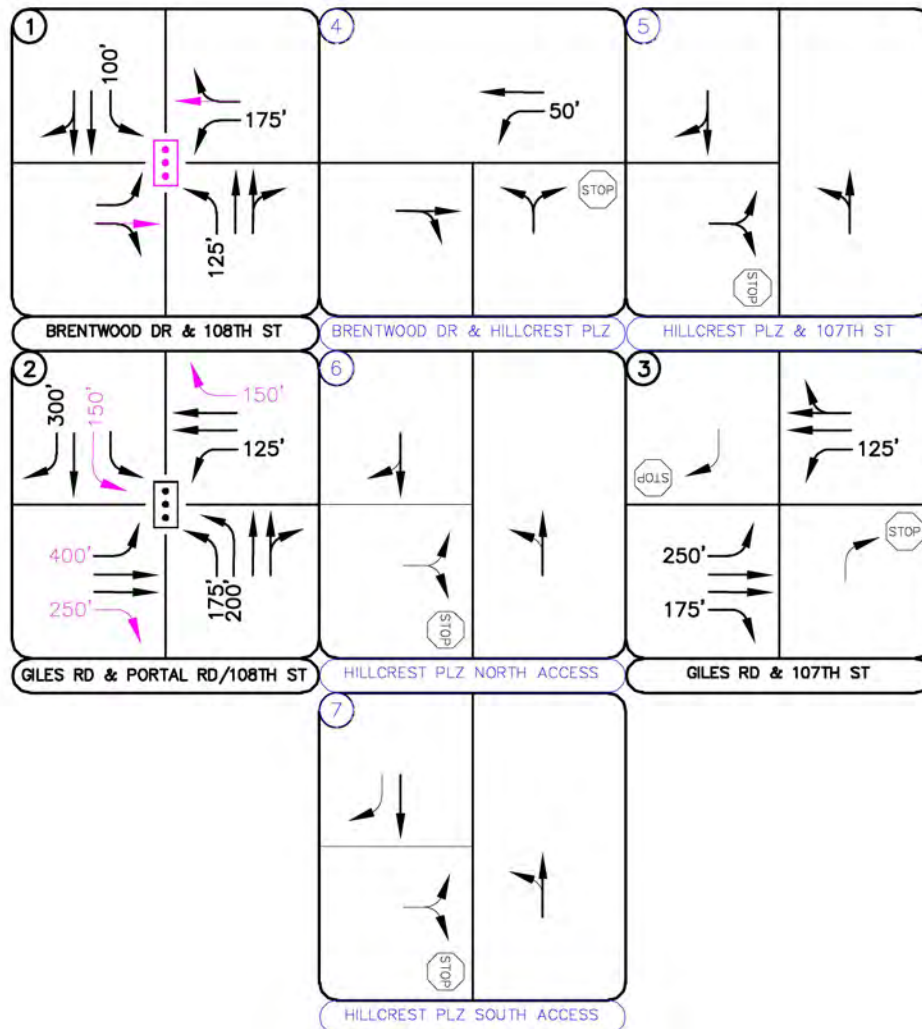 1
100'
175'
125'
BRENTWOOD DR & 108TH ST
4
50'
STOP
BRENTWOOD DR & HILLCREST PLZ
5
STOP
HILLCREST PLZ & 107TH ST
2
300'
150'
150'
125'
400'
250'
175'
200'
GILES RD & PORTAL RD/108TH ST
6
STOP
HILLCREST PLZ NORTH ACCESS
3
STOP
125'
250'
175'
STOP
GILES RD & 107TH ST
7
STOP
HILLCREST PLZ SOUTH ACCESS